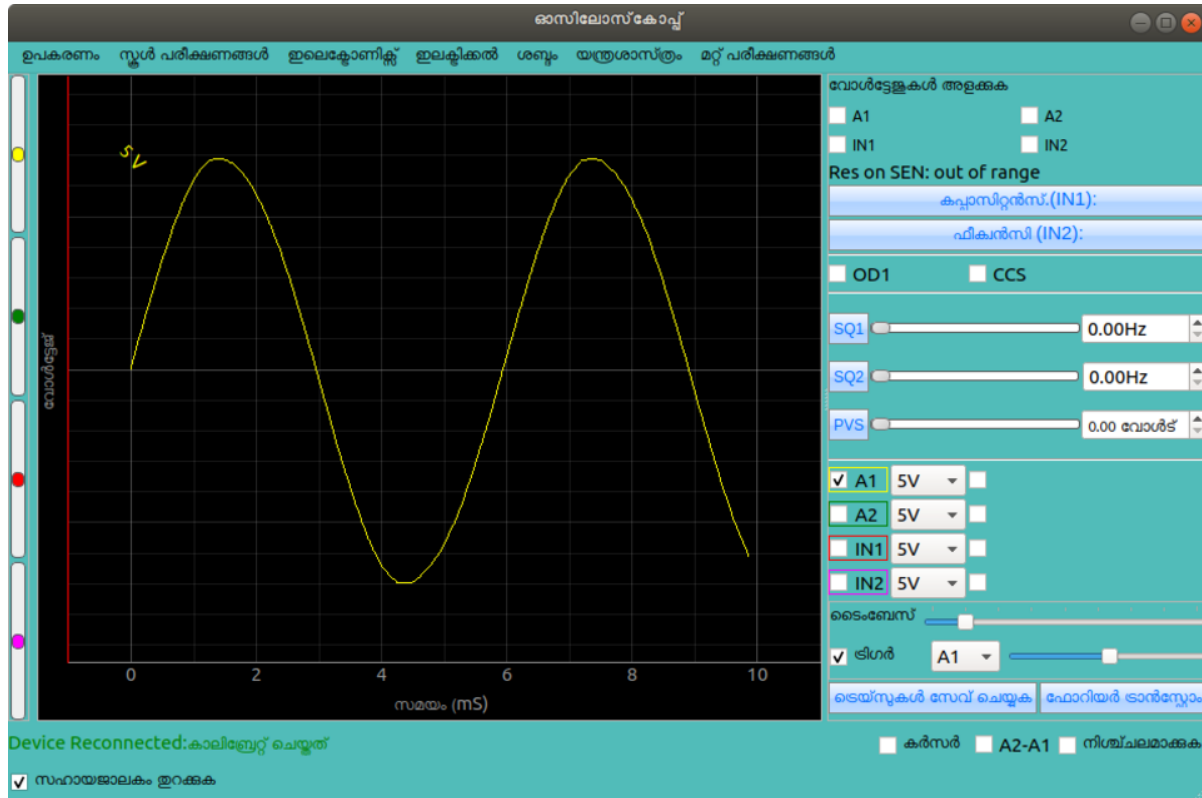 ഓസിലോസ്കോപ്പ്
ഉപകരണം സ്കൂൾ പരീക്ഷണങ്ങൾ ഇലെക്ട്രോണിക്സ് ഇലക്ട്രിക്കൽ ശബ്ദം യന്ത്രശാസ്ത്രം മറ്റ് പരീക്ഷണങ്ങൾ
വോൾട്ടേജുകൾ അളക്കുക
A1 A2
IN1 IN2
Res on SEN: out of range
കപ്പാസിറ്റൻസ്.(IN1):
ഫ്രീക്വൻസി (IN2):
OD1 CCS
SQ1 0.00Hz
SQ2 0.00Hz
PVS 0.00 വോൾട്
A1 5V
A2 5V
IN1 5V
IN2 5V
ടൈംബേസ്
ട്രിഗർ A1
ട്രെയ്‌സുകൾ സേവ് ചെയ്യുക ഫോറിയർ ട്രാൻസ്ഫോം
5V
വോൾട്ടേജ്
0 2 4 6 8 10
സമയം (mS)
Device Reconnected:കാലിബ്രേറ്റ് ചെയ്തത്
കർസർ A2-A1 നിശ്ചലമാക്കുക
സഹായജാലകം തുറക്കുക